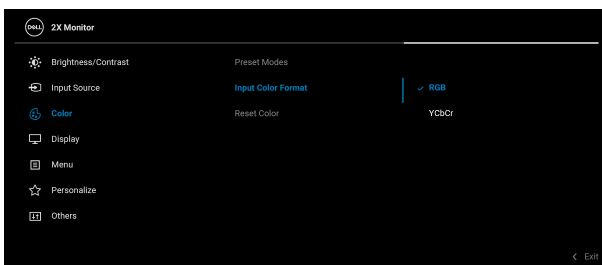 DELL 2X Monitor
Brightness/Contrast Preset Modes
Input Source Input Color Format RGB
Color Reset Color YCbCr
Display
Menu
Personalize
Others
Exit